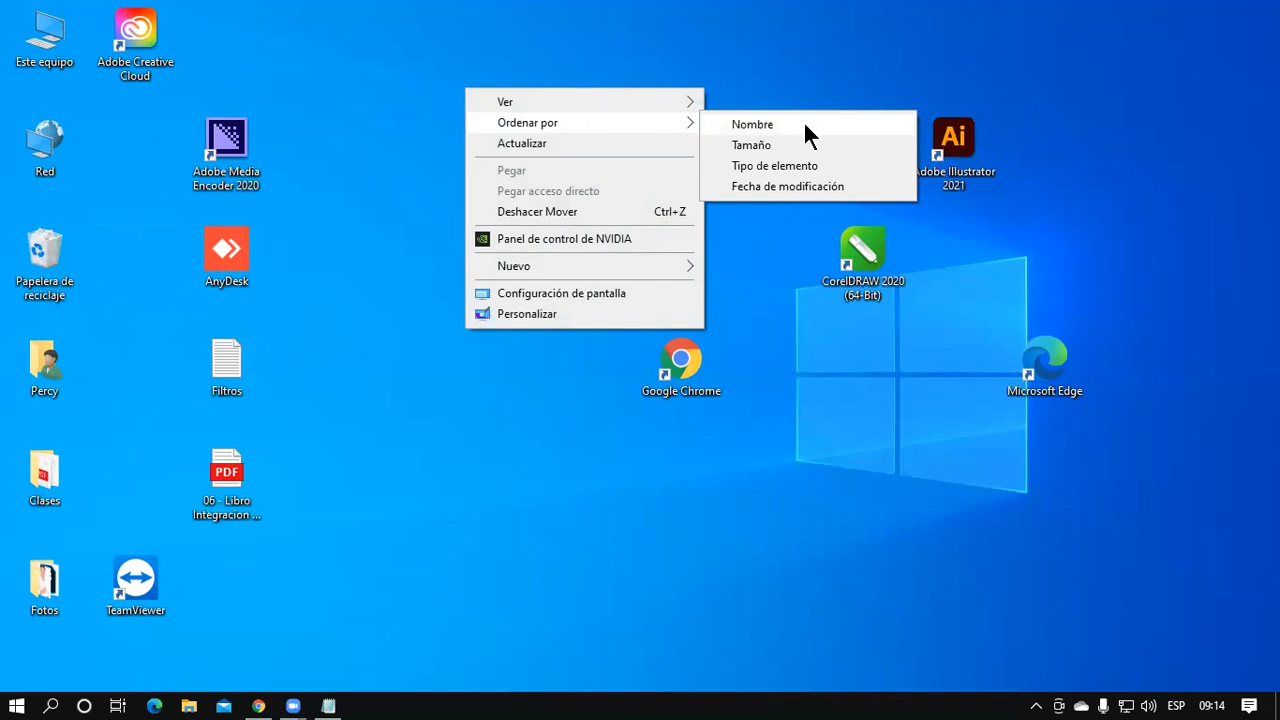 Este equipo
Adobe Creative
Cloud
Red
Adobe Media
Encoder 2020
Papelera de
reciclaje
AnyDesk
Percy
Filtros
Clases
PDF
06 - Libro
Integracion ...
Fotos
TeamViewer
Ver
Ordenar por
Actualizar
Pegar
Pegar acceso directo
Deshacer Mover Ctrl+Z
Panel de control de NVIDIA
Nuevo
Configuración de pantalla
Personalizar
Nombre
Tamaño
Tipo de elemento
Fecha de modificación
Ai
Adobe Illustrator
2021
CorelDRAW 2020
(64-Bit)
Google Chrome
Microsoft Edge
ESP 09:14